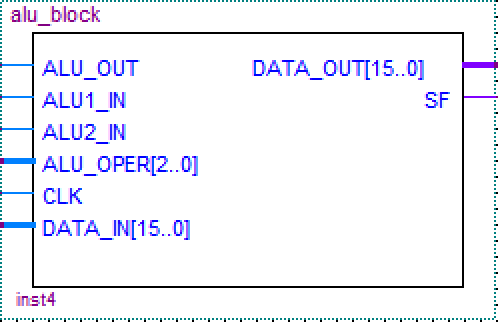 alu_block
ALU_OUT DATA_OUT[15..0]
ALU1_IN SF
ALU2_IN
ALU_OPER[2..0]
CLK
DATA_IN[15..0]
inst4